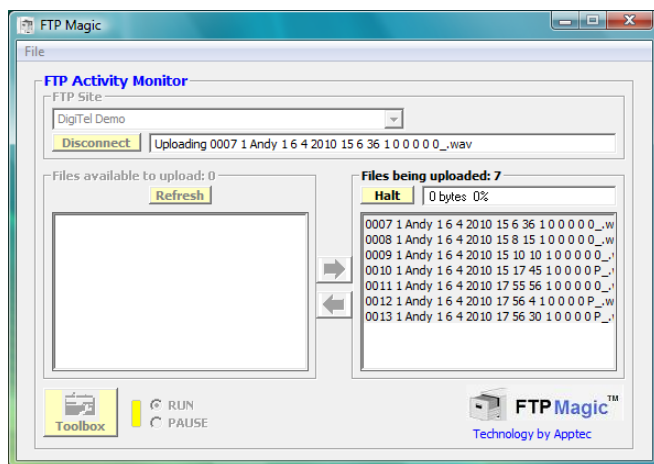 FTP Magic
File
FTP Activity Monitor
FTP Site
DigiTel Demo
Disconnect
Uploading 0007 1 Andy 1 6 4 2010 15 6 36 1 0 0 0 0 0_.wav
Files available to upload: 0
Refresh
Files being uploaded: 7
Halt
0 bytes 0%
0007 1 Andy 1 6 4 2010 15 6 36 1 0 0 0 0 0_.w
0008 1 Andy 1 6 4 2010 15 8 15 1 0 0 0 0 0_.w
0009 1 Andy 1 6 4 2010 15 10 10 1 0 0 0 0 0_.
0010 1 Andy 1 6 4 2010 15 17 45 1 0 0 0 0 P_.
0011 1 Andy 1 6 4 2010 17 55 56 1 0 0 0 0 0_.
0012 1 Andy 1 6 4 2010 17 56 4 1 0 0 0 0 P_.w
0013 1 Andy 1 6 4 2010 17 56 30 1 0 0 0 0 P_.
Toolbox
RUN
PAUSE
FTP Magic™
Technology by Apptec